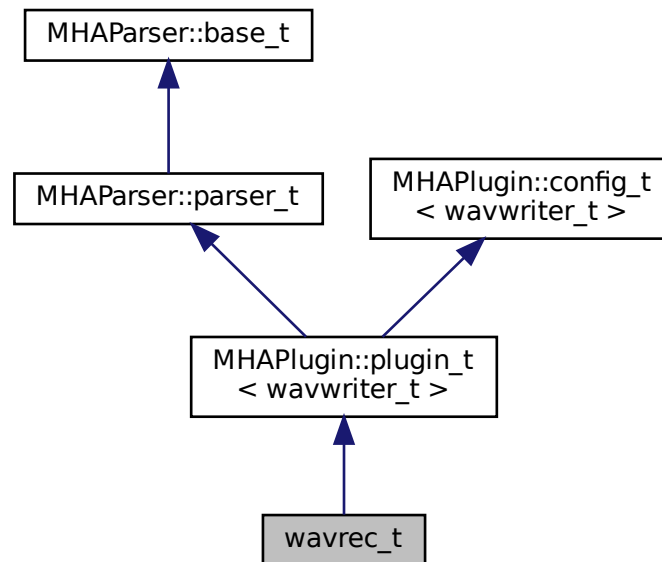 MHAParser::base_t
MHAParser::parser_t
MHAPlugin::config_t
< wavwriter_t >
MHAPlugin::plugin_t
< wavwriter_t >
wavrec_t